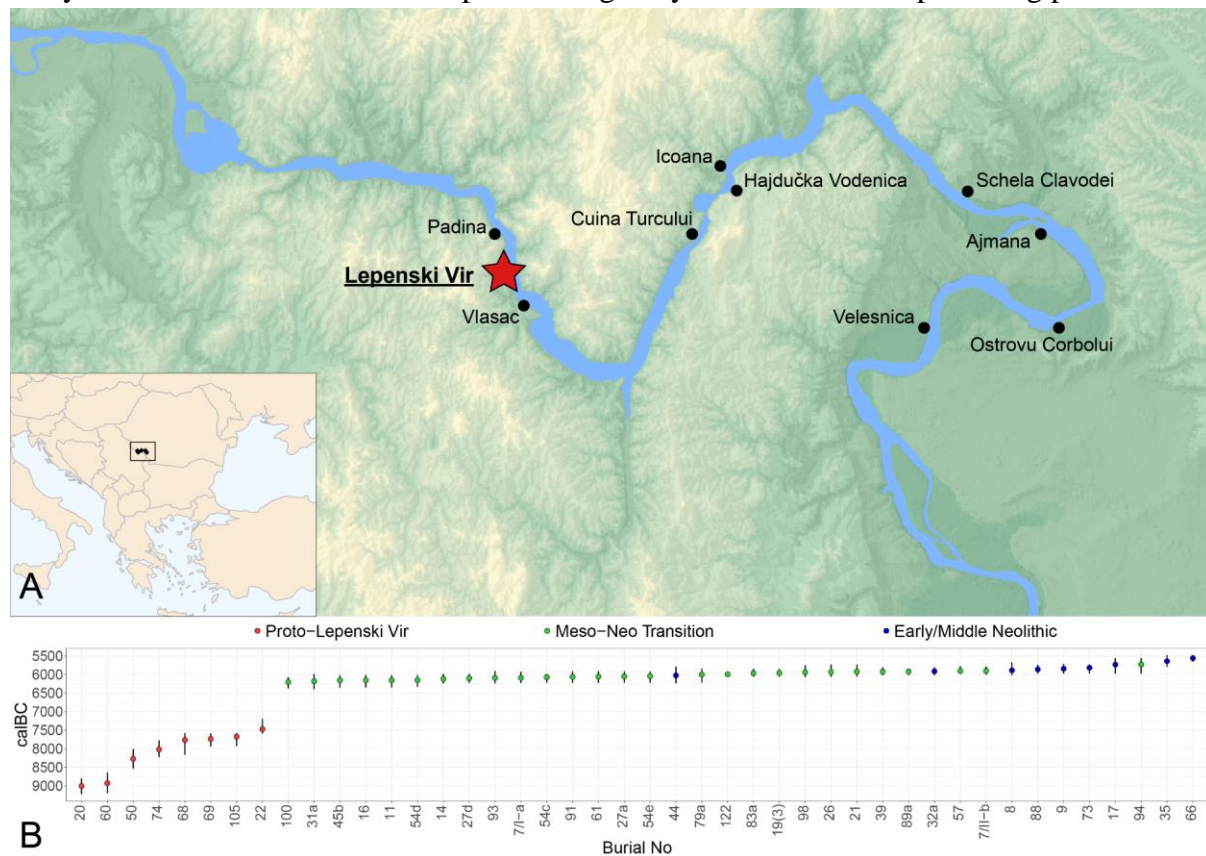 Icoana
Hajdučka Vodenica
Schela Clavodei
Padina
Cuina Turcului
Ajmana
Lepenski Vir
Vlasac
Velesnica
Ostrovu Corbolui
A
Proto-Lepenski Vir
Meso-Neo Transition
Early/Middle Neolithic
calBC
5500
6000
6500
7000
7500
8000
8500
9000
20 60 50 74 68 69 105 22 100 31a 45b 16 11 54d 14 27d 93 7/I-a 54c 91 61 27a 54e 44 79a 122 83a 19(3) 98 26 21 39 89a 32a 57 7/II-b 8 88 9 73 17 94 35 66
Burial No
B